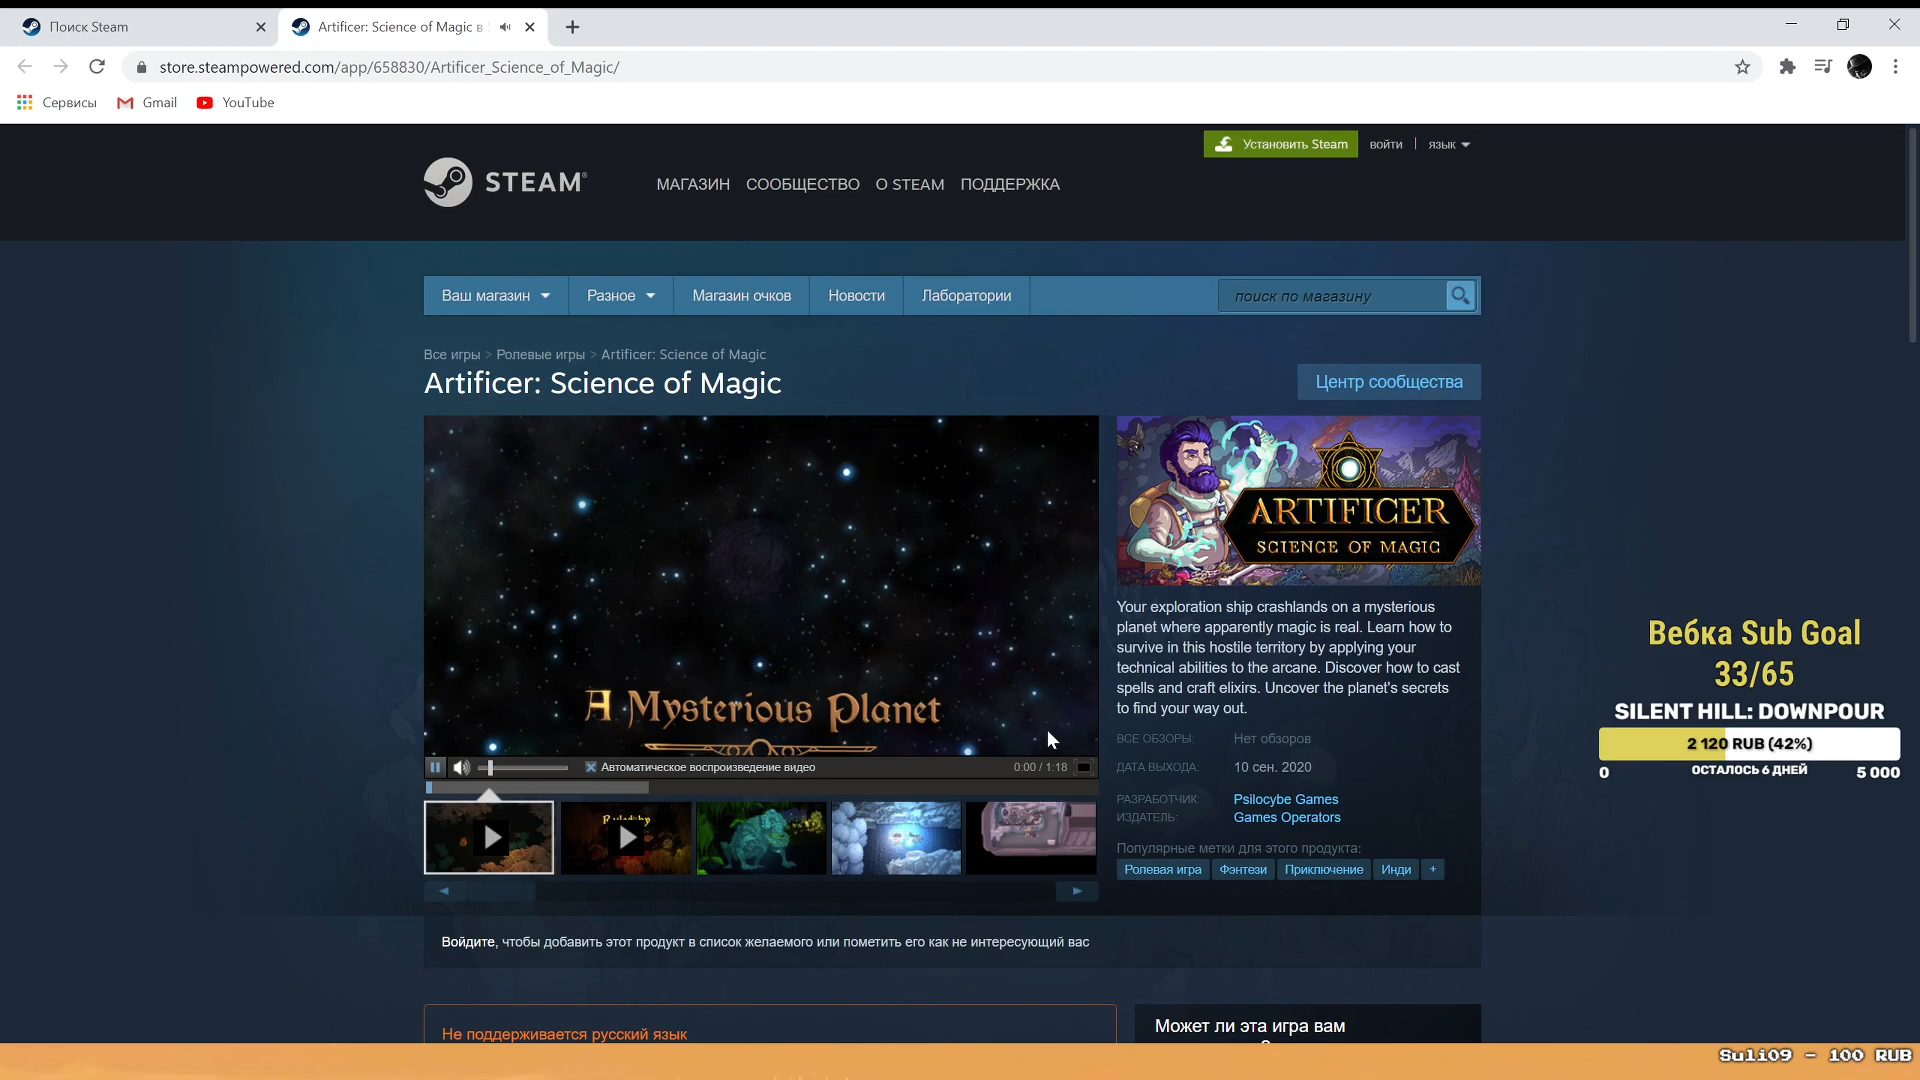 Поиск Steam
Artificer: Science of Magic в
store.steampowered.com/app/658830/Artificer_Science_of_Magic/
Сервисы Gmail YouTube
Установить Steam войти язык
STEAM МАГАЗИН СООБЩЕСТВО О STEAM ПОДДЕРЖКА
Ваш магазин Разное Магазин очков Новости Лаборатории поиск по магазину
Все игры > Ролевые игры > Artificer: Science of Magic
Artificer: Science of Magic
Центр сообщества
A Mysterious Planet
Автоматическое воспроизведение видео 0:00 / 1:18
ARTIFICER
SCIENCE OF MAGIC
Your exploration ship crashlands on a mysterious
planet where apparently magic is real. Learn how to
survive in this hostile territory by applying your
technical abilities to the arcane. Discover how to cast
spells and craft elixirs. Uncover the planet's secrets
to find your way out.
ВСЕ ОБЗОРЫ: Нет обзоров
ДАТА ВЫХОДА: 10 сен. 2020
РАЗРАБОТЧИК: Psilocybe Games
ИЗДАТЕЛЬ: Games Operators
Популярные метки для этого продукта:
Ролевая игра Фэнтези Приключение Инди +
Войдите, чтобы добавить этот продукт в список желаемого или пометить его как не интересующий вас
Не поддерживается русский язык
Может ли эта игра вам
Вебка Sub Goal
33/65
SILENT HILL: DOWNPOUR
2 120 RUB (42%)
0 ОСТАЛОСЬ 6 ДНЕЙ 5 000
Suli09 - 100 RUB